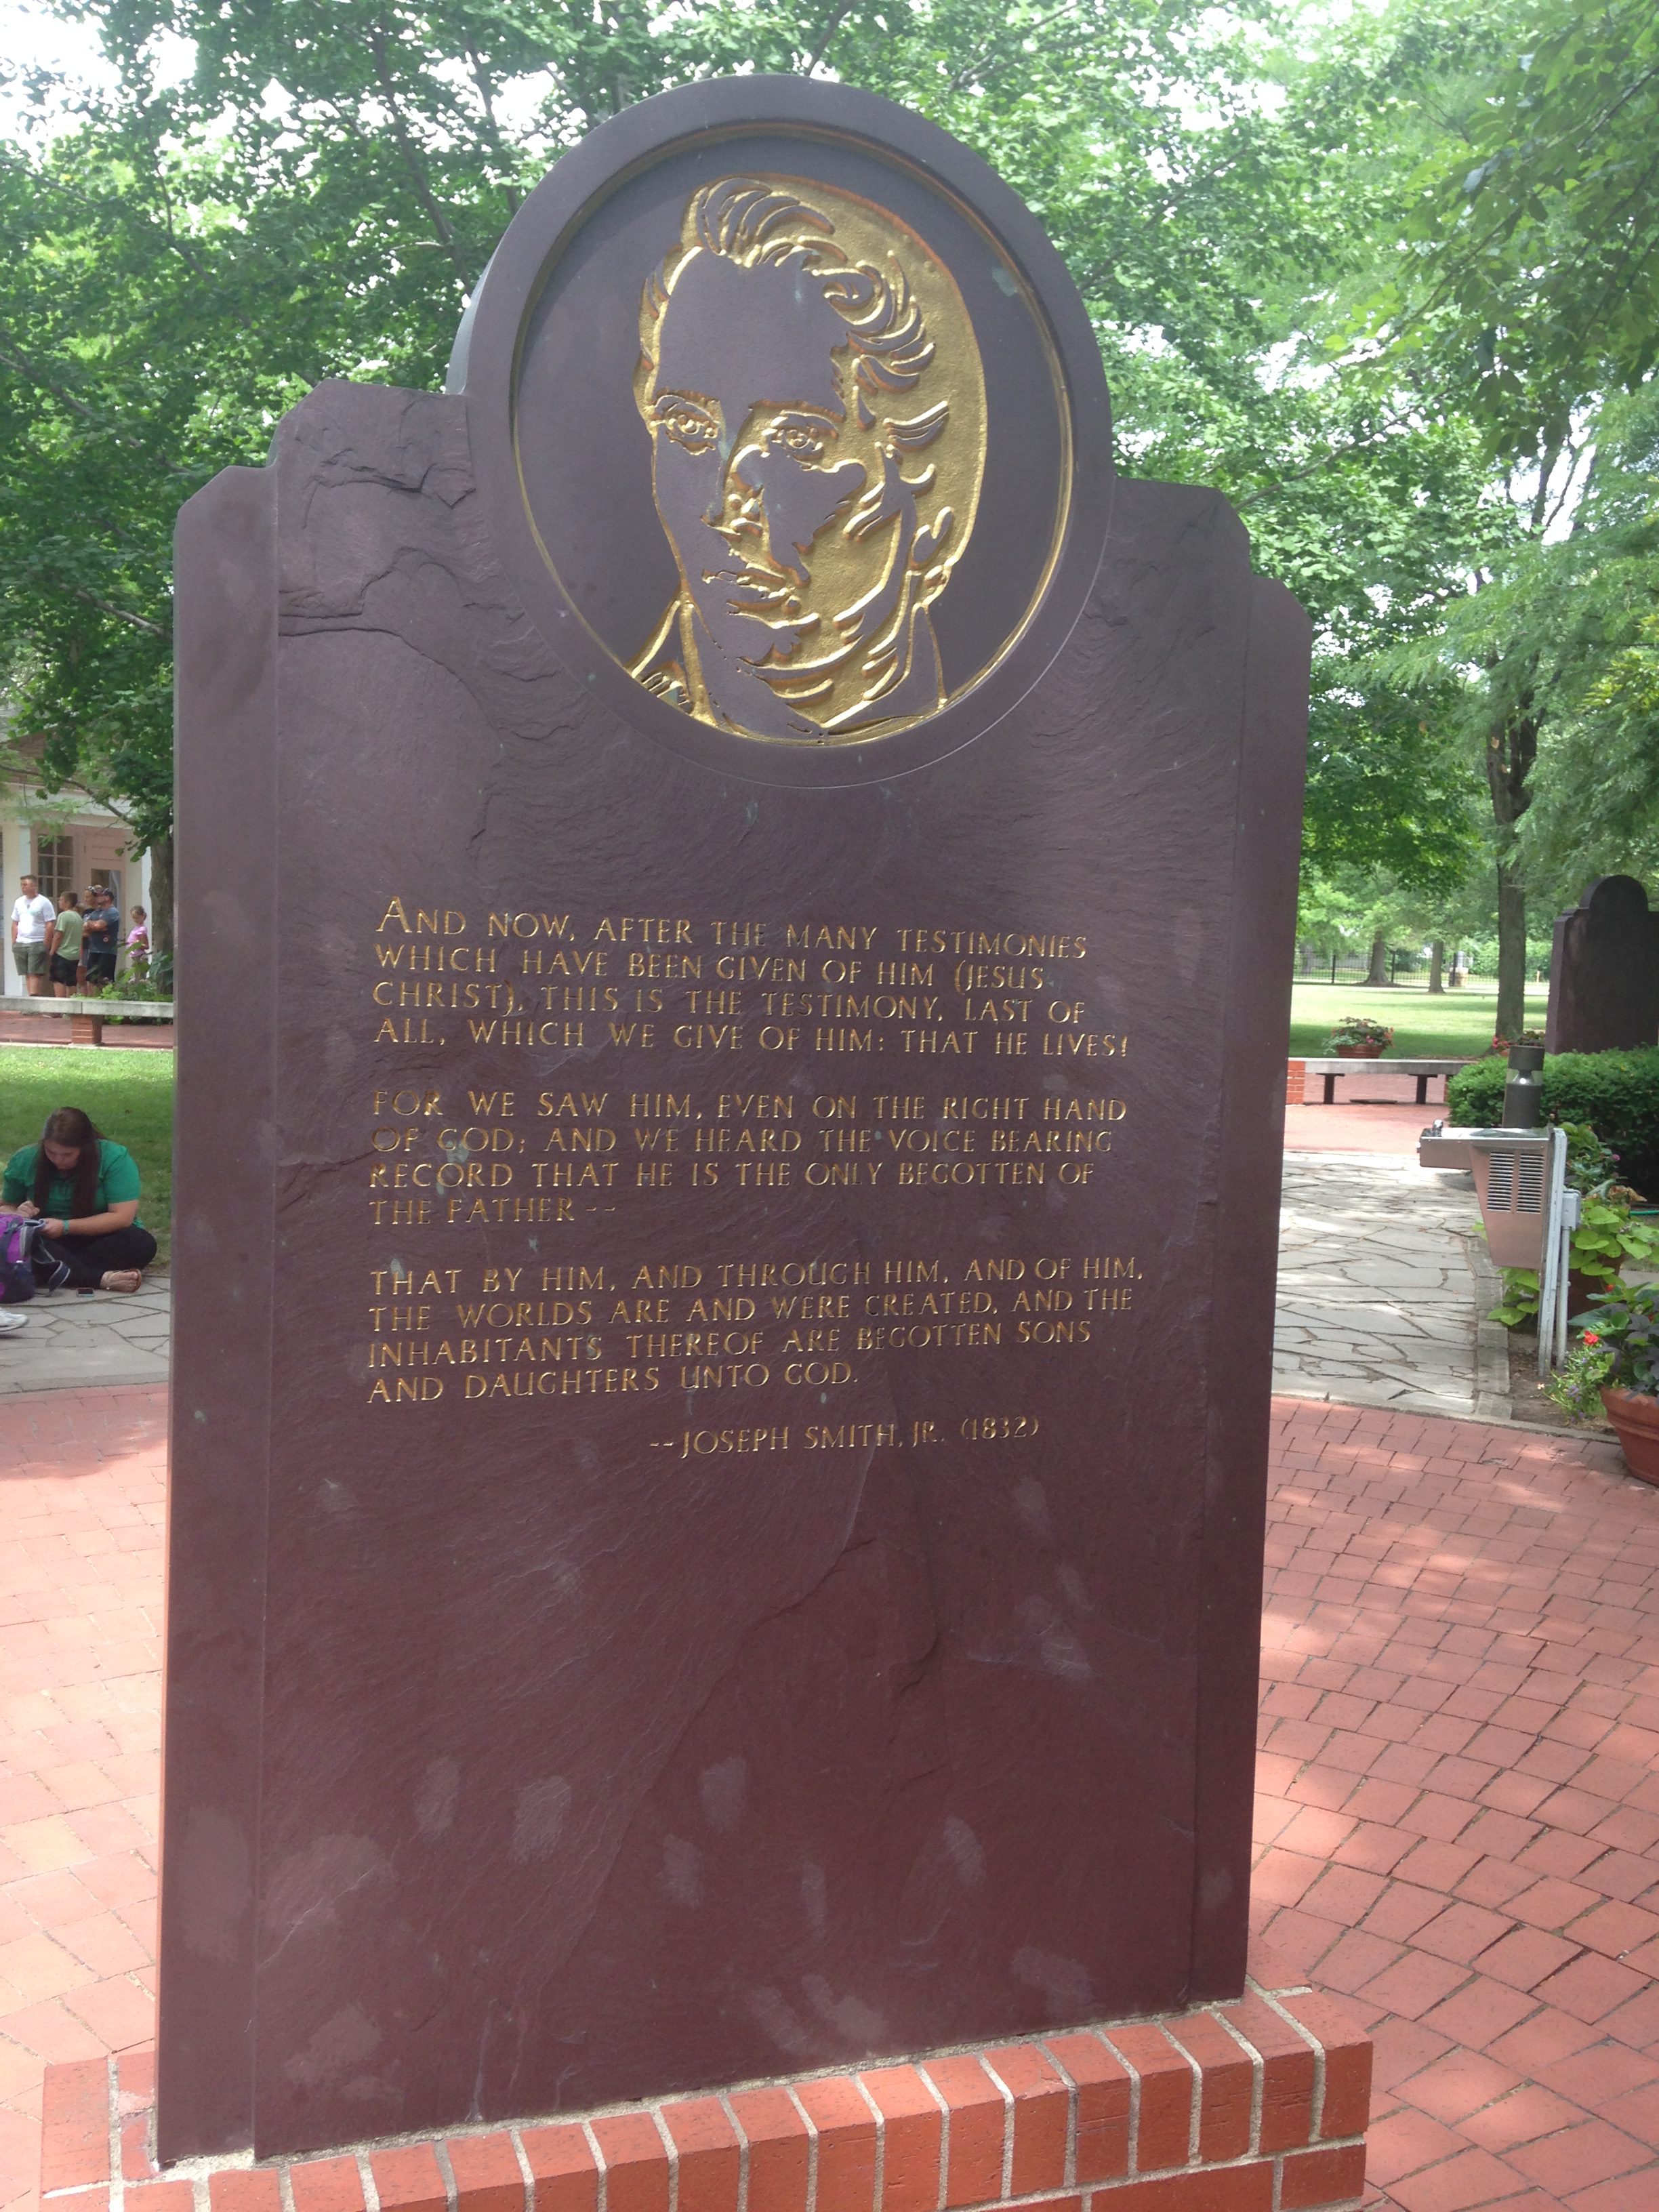 AND NOW, AFTER THE MANY TESTIMONIES
WHICH HAVE BEEN GIVEN OF HIM (JESUS
CHRIST), THIS IS THE TESTIMONY, LAST OF
ALL, WHICH WE GIVE OF HIM: THAT HE LIVES!
FOR WE SAW HIM, EVEN ON THE RIGHT HAND
OF GOD; AND WE HEARD THE VOICE BEARING
RECORD THAT HE IS THE ONLY BEGOTTEN OF
THE FATHER --
THAT BY HIM, AND THROUGH HIM, AND OF HIM,
THE WORLDS ARE AND WERE CREATED, AND THE
INHABITANTS THEREOF ARE BEGOTTEN SONS
AND DAUGHTERS UNTO GOD.
-- JOSEPH SMITH, JR. (1832)